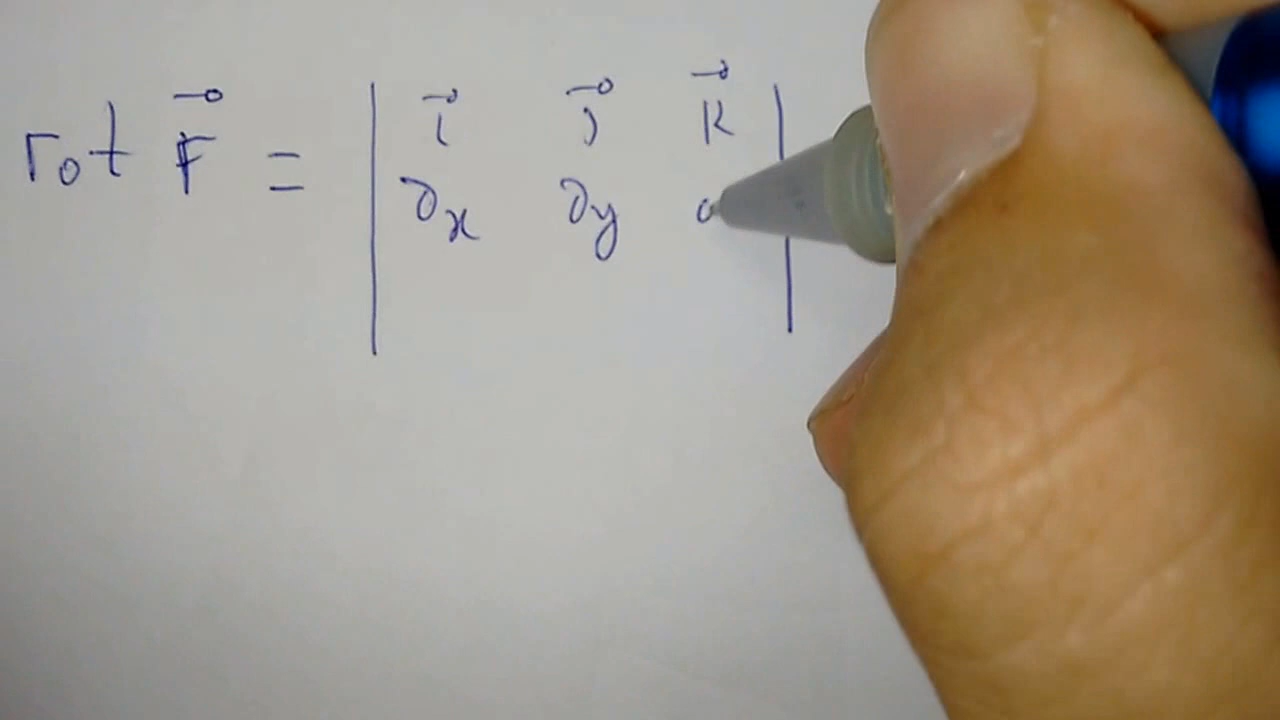 rot F⃗ = | i⃗ j⃗ k⃗ |
∂x ∂y